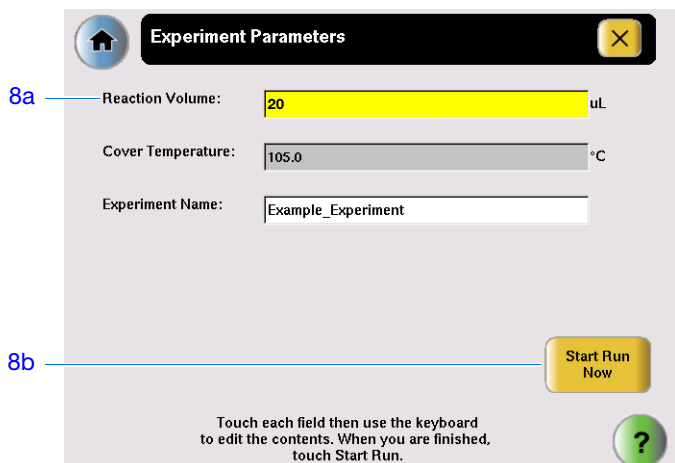 Experiment Parameters
8a
Reaction Volume:
20
uL
Cover Temperature:
105.0
°C
Experiment Name:
Example_Experiment
8b
Start Run
Now
Touch each field then use the keyboard
to edit the contents. When you are finished,
touch Start Run.
?